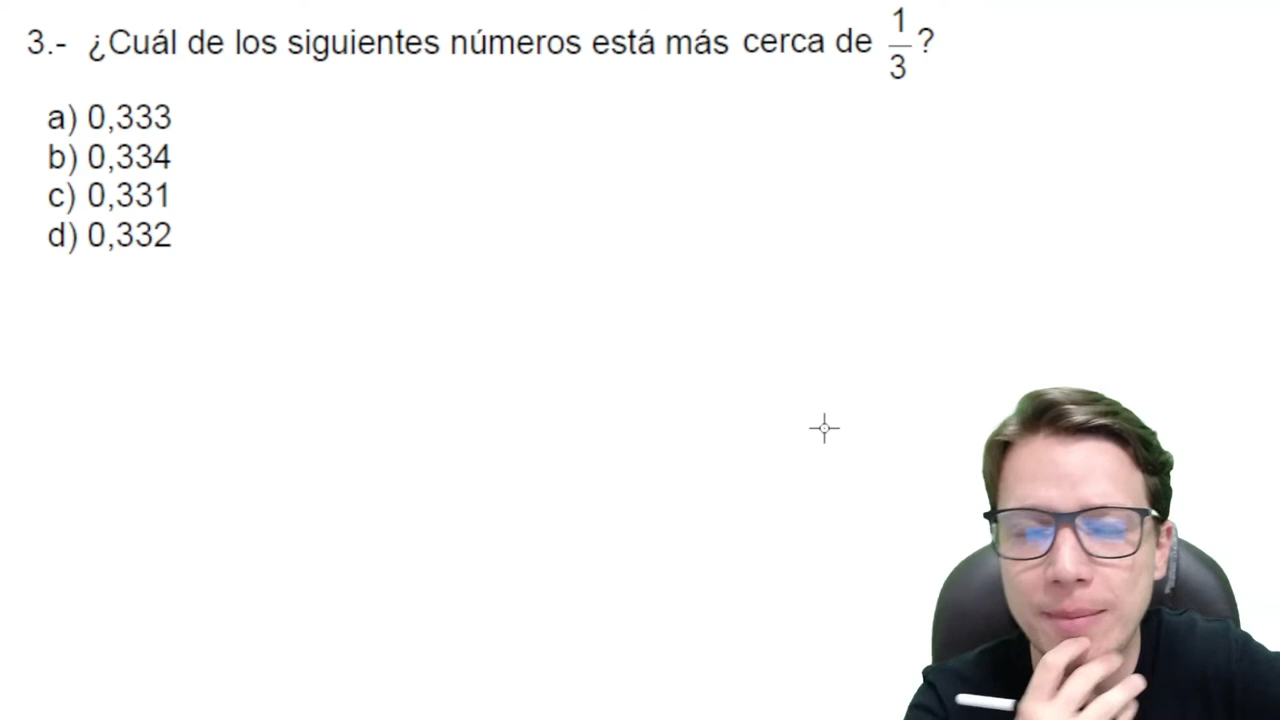 3.- ¿Cuál de los siguientes números está más cerca de 1/3?
a) 0,333
b) 0,334
c) 0,331
d) 0,332